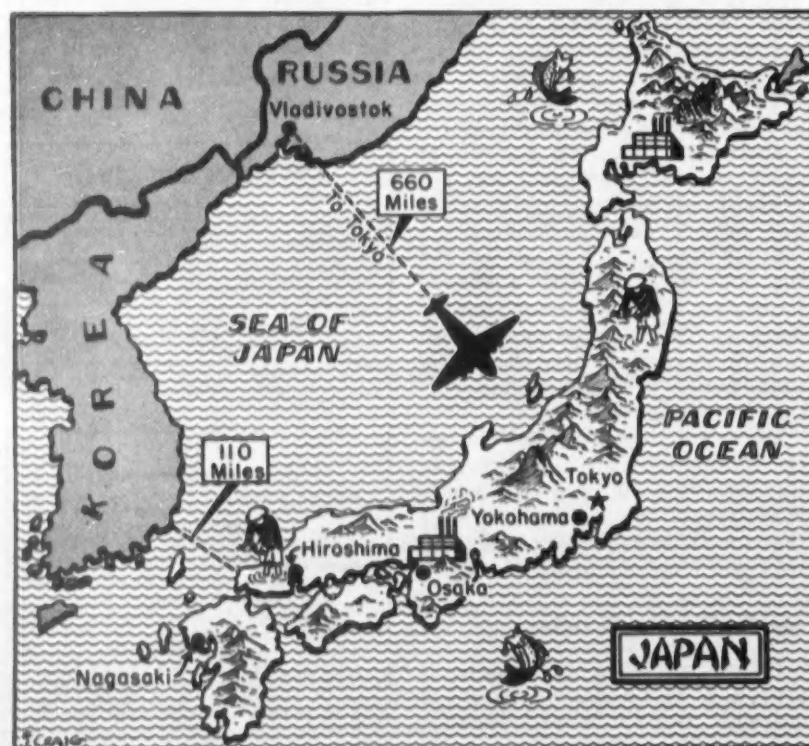 RUSSIA
CHINA
Vladivostok
660
Miles
To Tokyo
KOREA
SEA OF
JAPAN
PACIFIC
OCEAN
110
Miles
Tokyo
Yokohama
Hiroshima
Osaka
Nagasaki
JAPAN